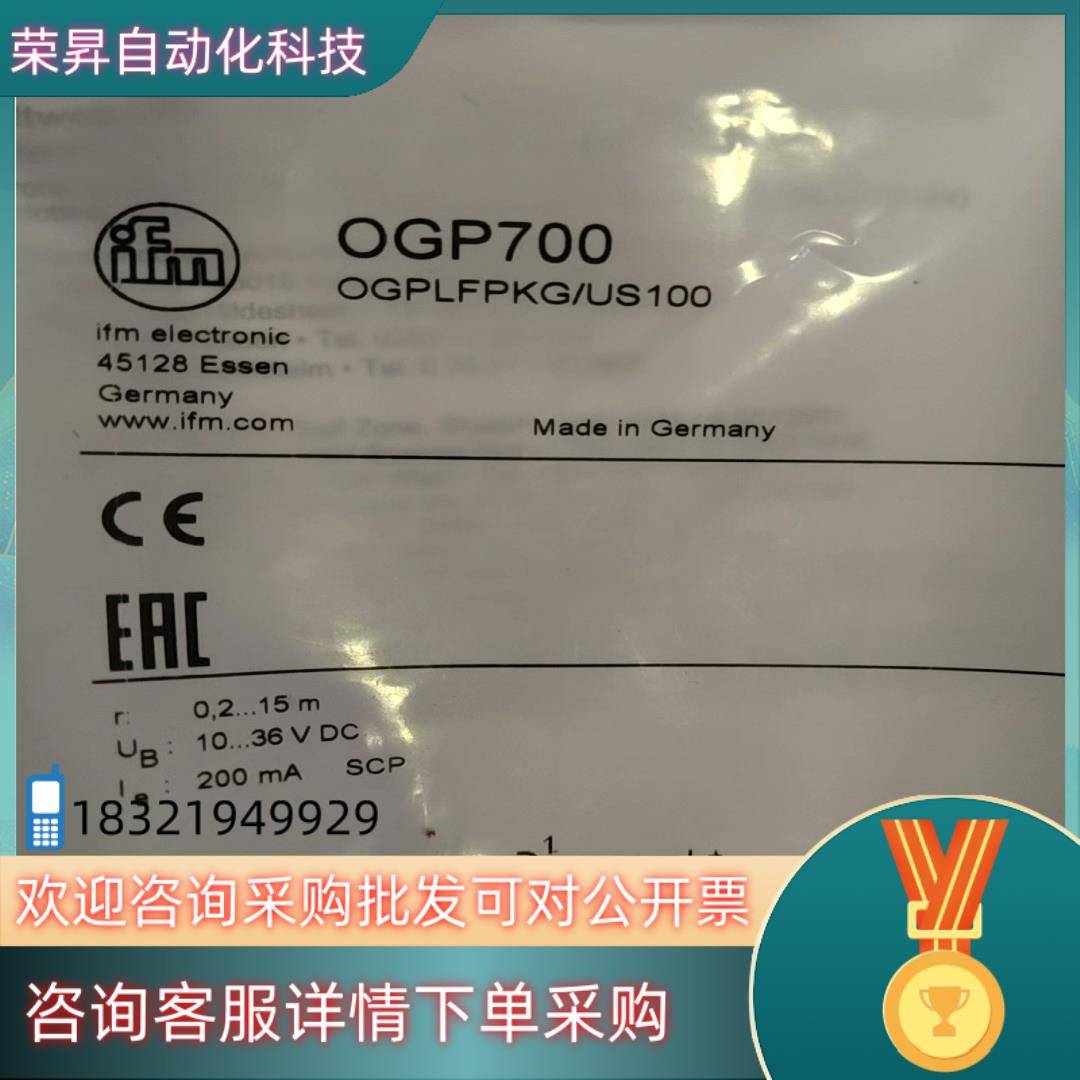 荣昇自动化科技
ifm
OGP700
OGPLFPKG/US100
ifm electronic
45128 Essen
Germany
www.ifm.com
Made in Germany
CE
EAC
r: 0,2...15 m
UB : 10...36 V DC
Ie : 200 mA SCP
18321949929
欢迎咨询采购批发可对公开票
咨询客服详情下单采购